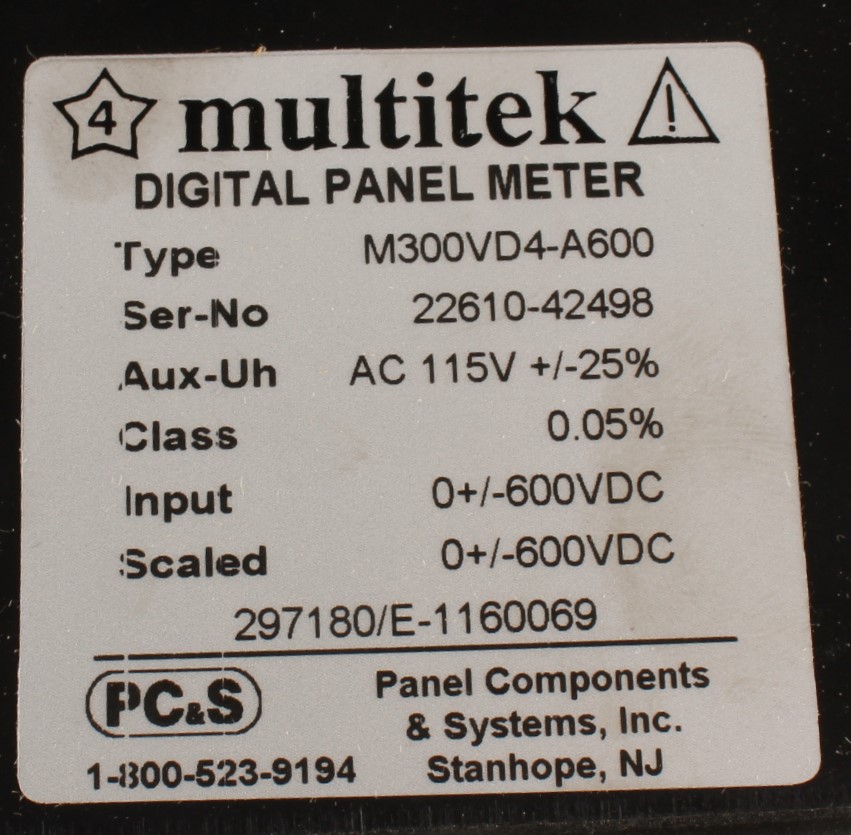 4 multitek !
DIGITAL PANEL METER
Type M300VD4-A600
Ser-No 22610-42498
Aux-Uh AC 115V +/-25%
Class 0.05%
Input 0+/-600VDC
Scaled 0+/-600VDC
297180/E-1160069
PC&S Panel Components
& Systems, Inc.
1-800-523-9194 Stanhope, NJ